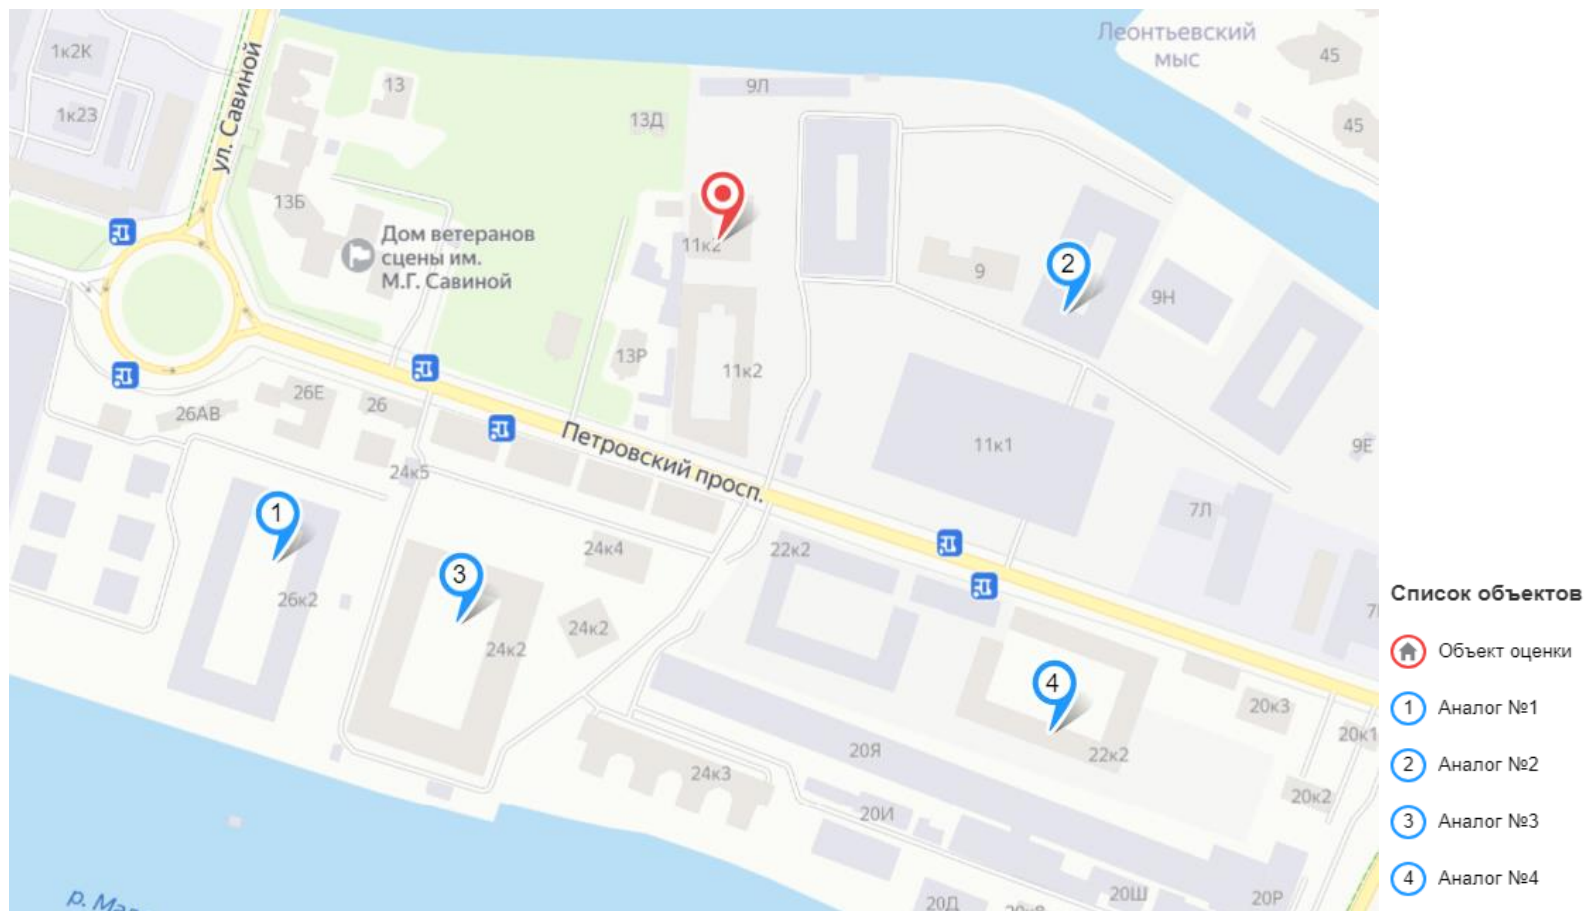 Леонтьевский
мыс
45
45
1к2К
1к23
ул. Савиной
13
13Д
9Л
13Б
Дом ветеранов
сцены им.
М.Г. Савиной
11к2
9
2
9Н
13Р
11к2
26Е
26
26АВ
Петровский просп.
11к1
9Е
24к5
7Л
1
24к4
22к2
3
26к2
24к2
24к2
4
20к3
20к1
22к2
20Я
24к3
20к2
20И
20Д
20Ш
20Р
Список объектов
Объект оценки
1 Аналог №1
2 Аналог №2
3 Аналог №3
4 Аналог №4